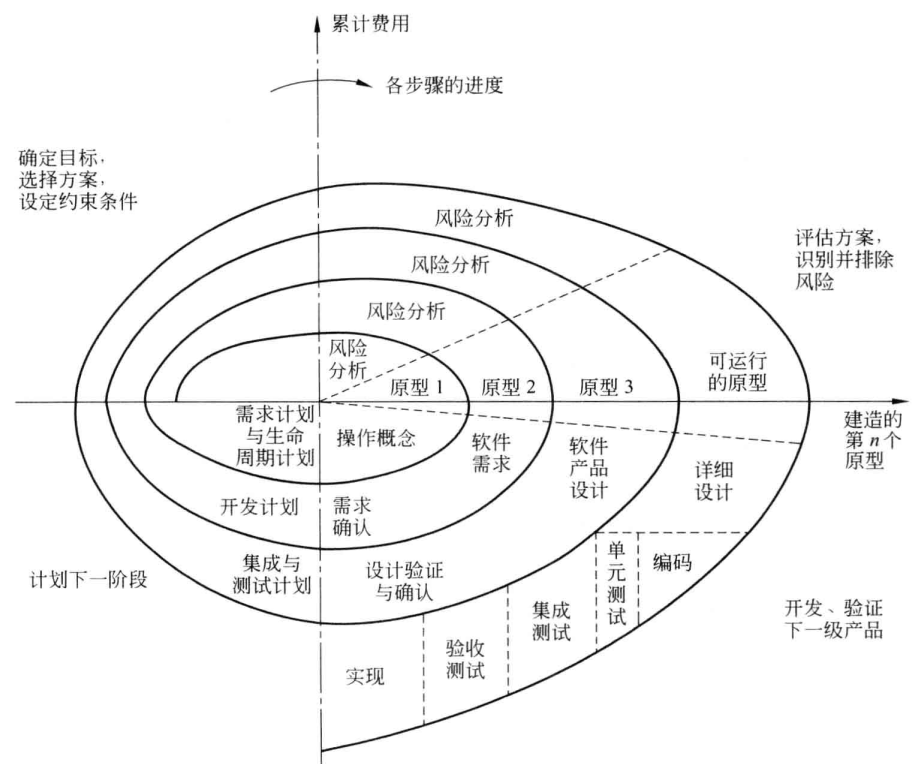 累计费用
各步骤的进度
确定目标，
选择方案，
设定约束条件
风险分析
评估方案，
识别并排除
风险
风险分析
风险分析
风险
分析
可运行
的原型
原型 1
原型 2
原型 3
建造的
第 n 个
原型
需求计划
与生命
周期计划
操作概念
软件
需求
软件
产品
设计
详细
设计
开发计划
需求
确认
集成与
测试计划
设计验证
与确认
单
元
测
试
编码
计划下一阶段
开发、验证
下一级产品
集成
测试
验收
测试
实现